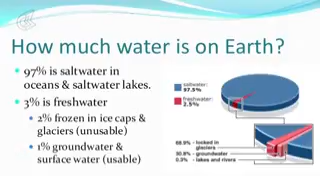 How much water is on Earth?
97% is saltwater in
oceans & saltwater lakes.
3% is freshwater
2% frozen in ice caps &
glaciers (unusable)
1% groundwater &
surface water (usable)
saltwater:
97.5%
freshwater:
2.5%
68.9% - locked in
glaciers
30.8% - groundwater
0.3% - lakes and rivers